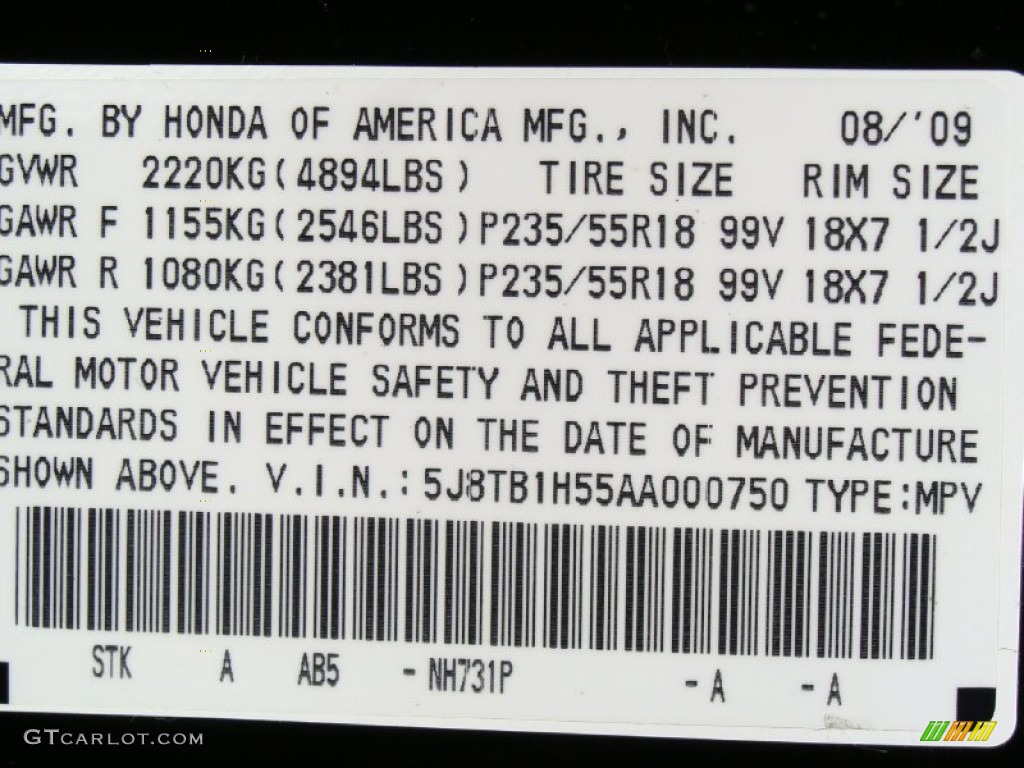 MFG. BY HONDA OF AMERICA MFG., INC. 08/'09
GVWR 2220KG(4894LBS) TIRE SIZE RIM SIZE
GAWR F 1155KG(2546LBS)P235/55R18 99V 18X7 1/2J
GAWR R 1080KG(2381LBS)P235/55R18 99V 18X7 1/2J
THIS VEHICLE CONFORMS TO ALL APPLICABLE FEDE-
RAL MOTOR VEHICLE SAFETY AND THEFT PREVENTION
STANDARDS IN EFFECT ON THE DATE OF MANUFACTURE
SHOWN ABOVE. V.I.N.:5J8TB1H55AA000750 TYPE:MPV
STK A AB5 -NH731P -A -A
GTCARLOT.COM